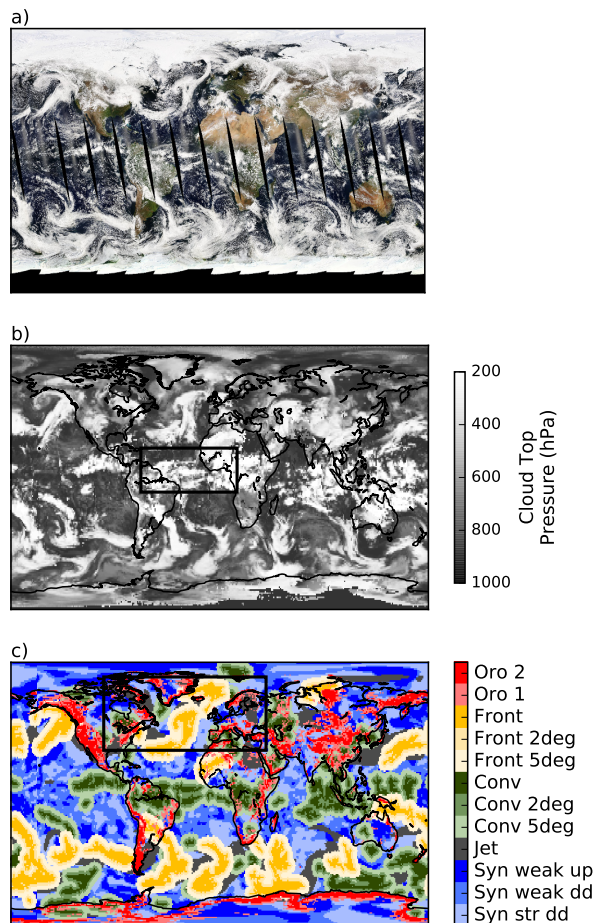 a)
b)
200
400
600
800
1000
Cloud Top
Pressure (hPa)
c)
Oro 2
Oro 1
Front
Front 2deg
Front 5deg
Conv
Conv 2deg
Conv 5deg
Jet
Syn weak up
Syn weak dd
Syn str dd